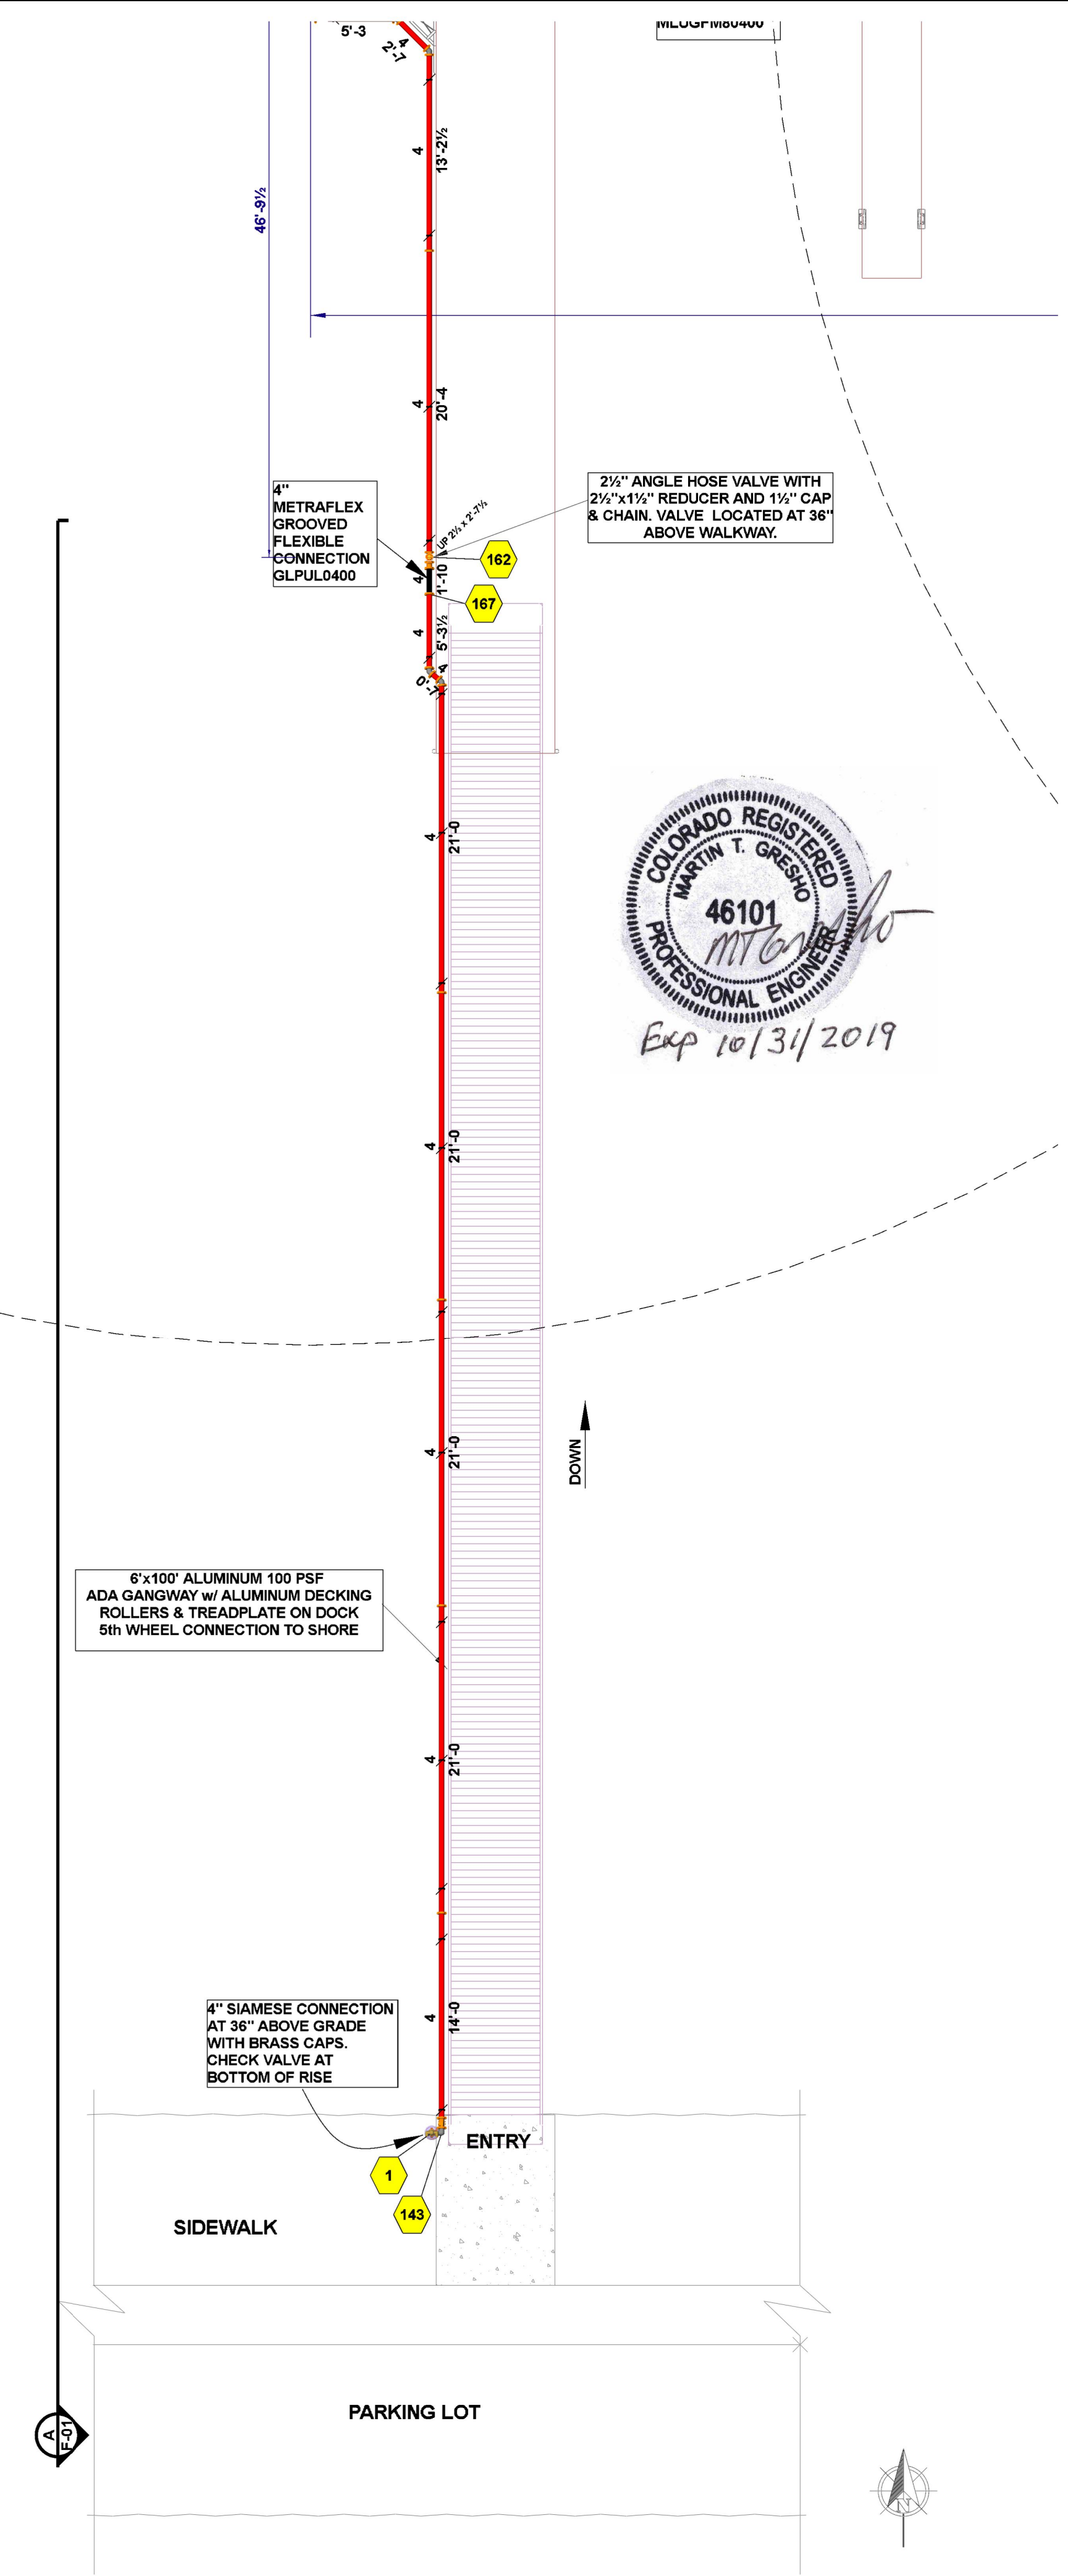 5'-3
4
2'-7
MLUGFM80400
4
13'-2½
46'-9½
4
20'-4
4"
METRAFLEX
GROOVED
FLEXIBLE
CONNECTION
GLPUL0400
2½" ANGLE HOSE VALVE WITH
2½"x1½" REDUCER AND 1½" CAP
& CHAIN. VALVE LOCATED AT 36"
ABOVE WALKWAY.
UP 2½ x 2'-7½
162
4
1'-10
167
4
5'-3½
4
0'-7
4
21'-0
COLORADO REGISTERED
MARTIN T. GRESHO
46101
MTGresho
PROFESSIONAL ENGINEER
Exp 10/31/2019
4
21'-0
4
21'-0
DOWN
6'x100' ALUMINUM 100 PSF
ADA GANGWAY w/ ALUMINUM DECKING
ROLLERS & TREADPLATE ON DOCK
5th WHEEL CONNECTION TO SHORE
4
21'-0
4" SIAMESE CONNECTION
AT 36" ABOVE GRADE
WITH BRASS CAPS.
CHECK VALVE AT
BOTTOM OF RISE
4
14'-0
ENTRY
1
143
SIDEWALK
PARKING LOT
A
F-01
N